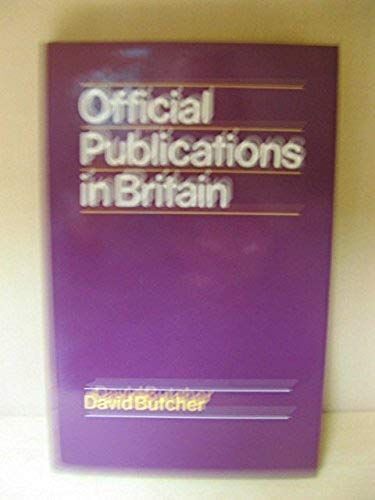 Official
Publications
in Britain
David Butcher